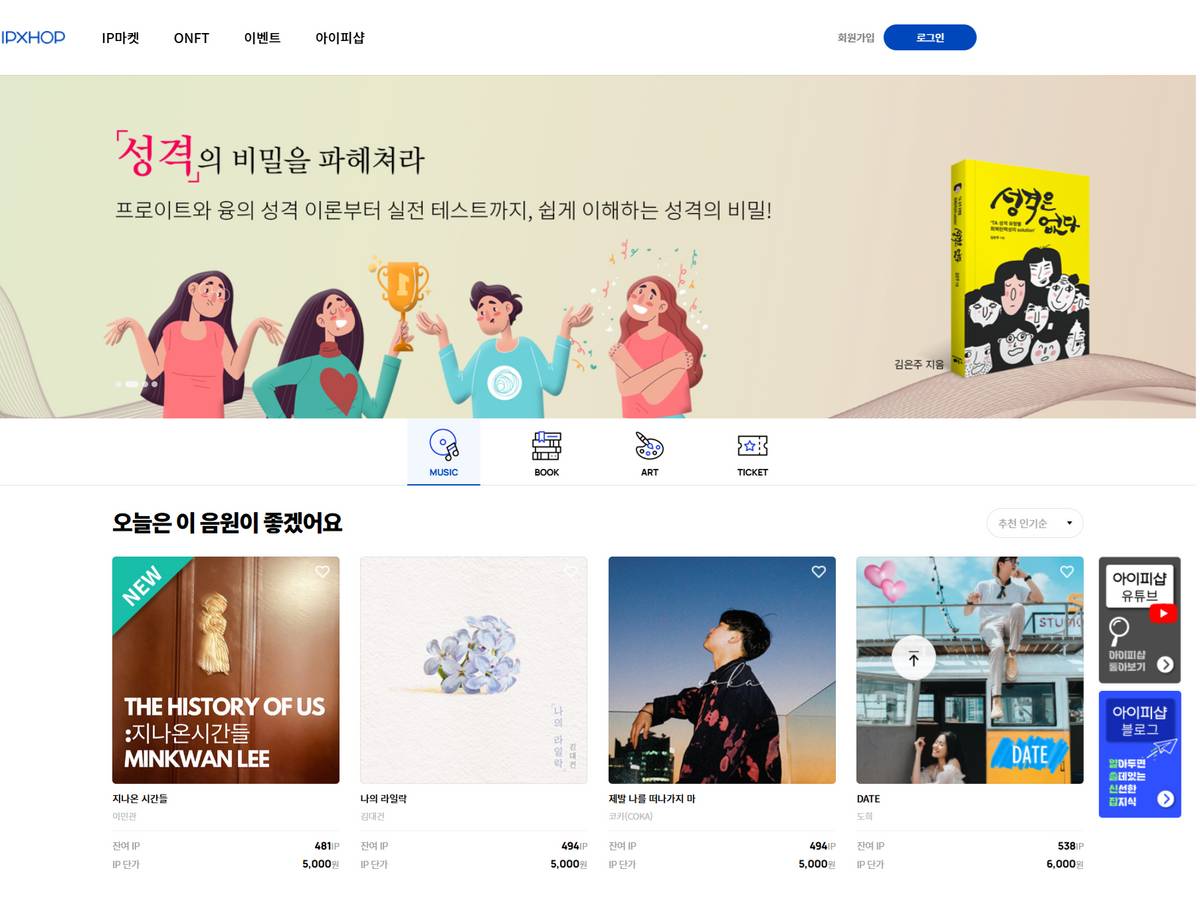 IPXHOP
IP마켓
ONFT
이벤트
아이피샵
회원가입
로그인
「성격」의 비밀을 파헤쳐라
프로이트와 융의 성격 이론부터 실전 테스트까지, 쉽게 이해하는 성격의 비밀!
성격은
없다
김은주 지음
MUSIC
BOOK
ART
TICKET
오늘은 이 음원이 좋겠어요
추천 인기순
NEW
THE HISTORY OF US
:지나온시간들
MINKWAN LEE
나의 라일락
김대건
coka
STUDIO
DATE
아이피샵
유튜브
아이피샵
돌아보기
아이피샵
블로그
알아두면
쓸데있는
신선한
잡지식
지나온 시간들
이민관
잔여 IP
481IP
IP 단가
5,000원
나의 라일락
김대건
잔여 IP
494IP
IP 단가
5,000원
제발 나를 떠나가지 마
코카(COKA)
잔여 IP
494IP
IP 단가
5,000원
DATE
도희
잔여 IP
538IP
IP 단가
6,000원